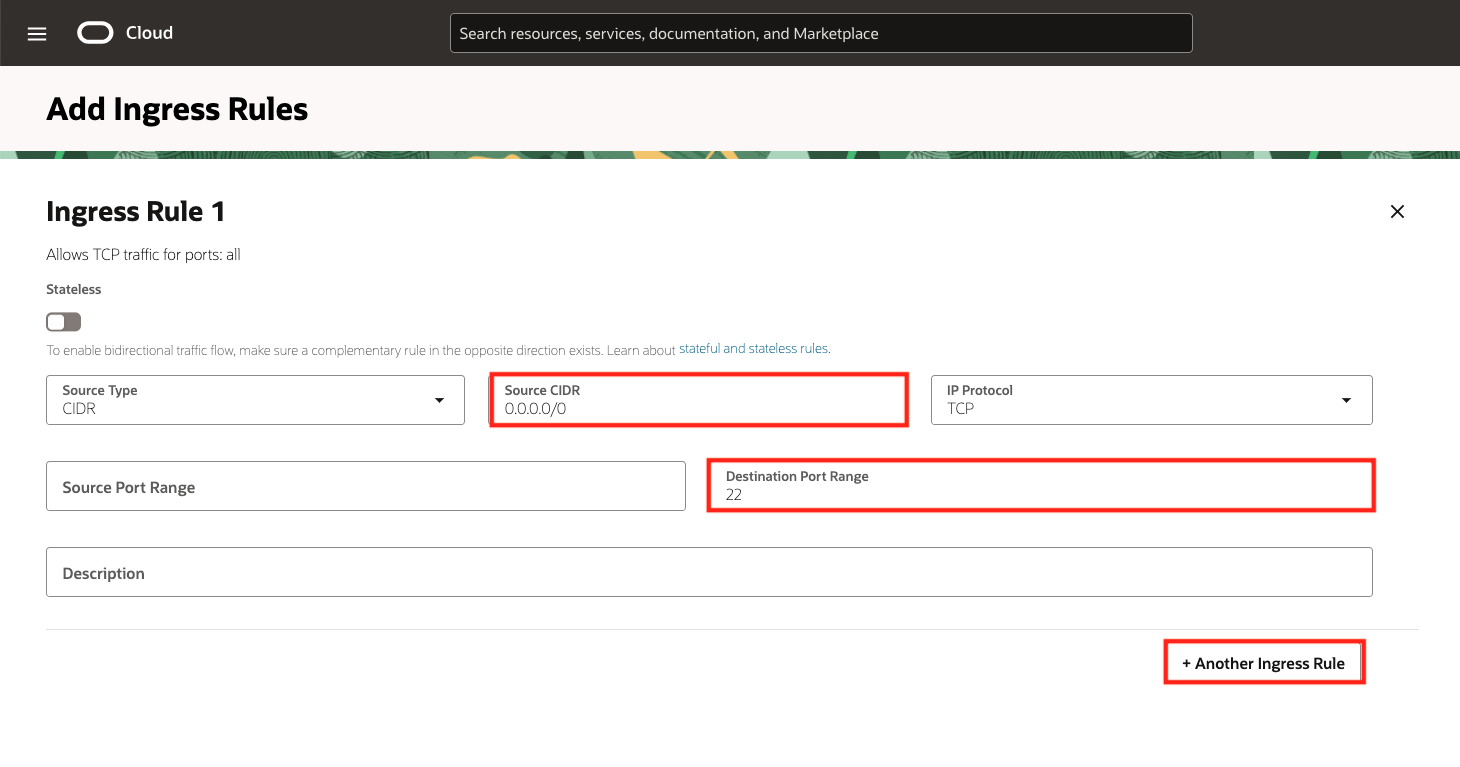 Cloud
Search resources, services, documentation, and Marketplace
Add Ingress Rules
Ingress Rule 1
Allows TCP traffic for ports: all
Stateless
To enable bidirectional traffic flow, make sure a complementary rule in the opposite direction exists. Learn about stateful and stateless rules.
Source Type
CIDR
Source CIDR
0.0.0.0/0
IP Protocol
TCP
Source Port Range
Destination Port Range
22
Description
+ Another Ingress Rule